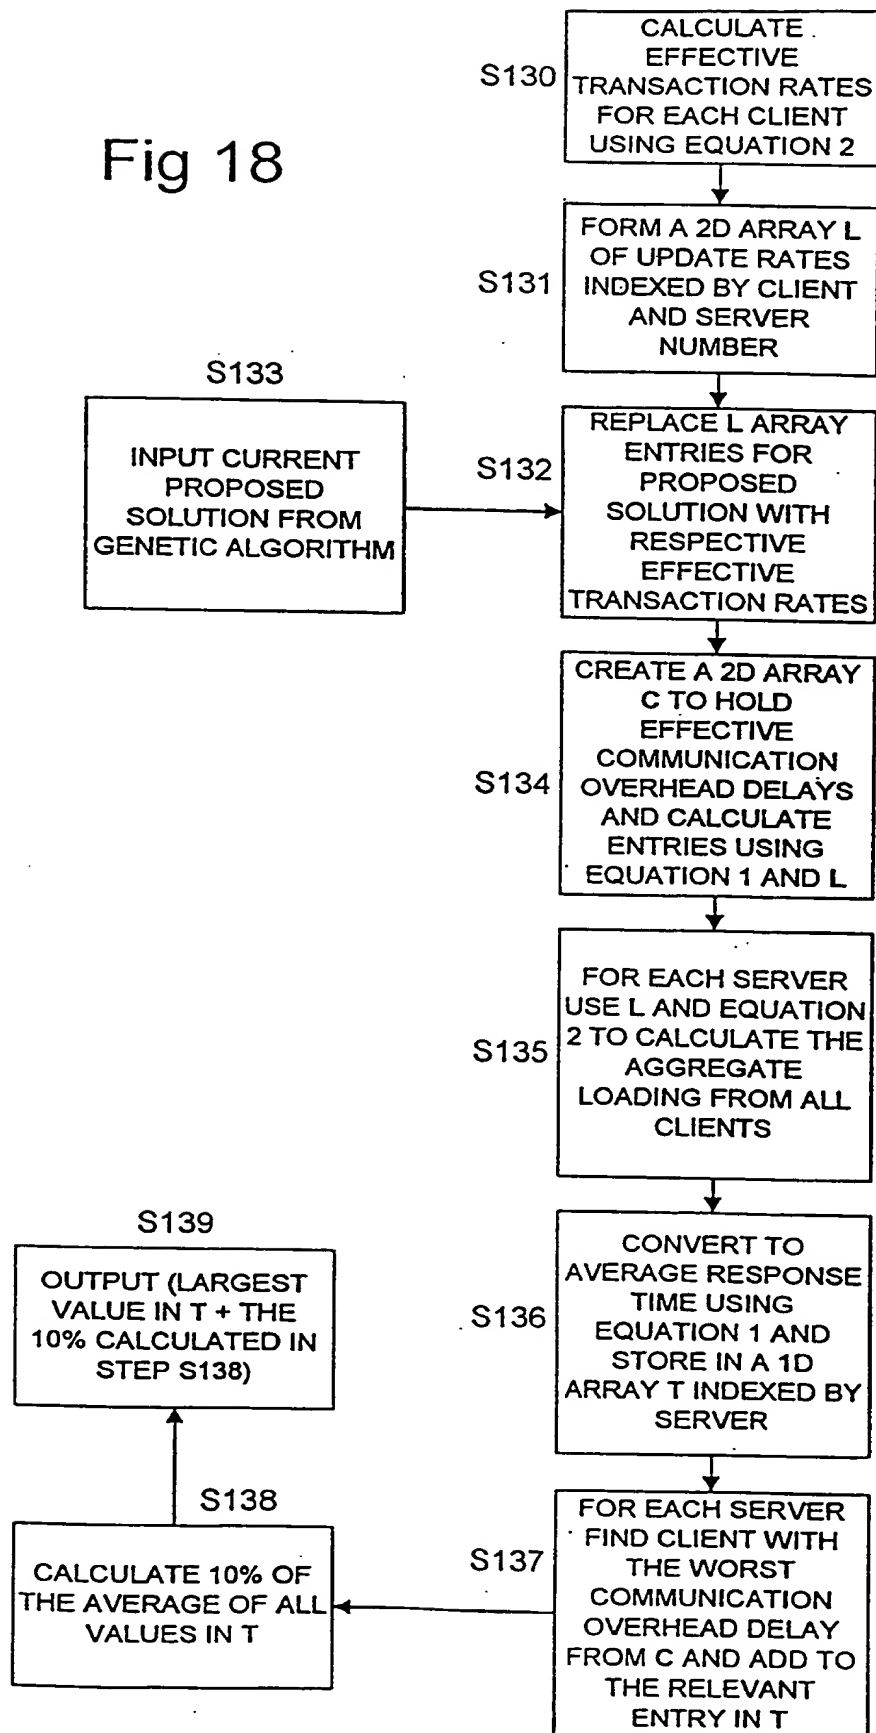 Fig 18
S130
CALCULATE
EFFECTIVE
TRANSACTION RATES
FOR EACH CLIENT
USING EQUATION 2
S131
FORM A 2D ARRAY L
OF UPDATE RATES
INDEXED BY CLIENT
AND SERVER
NUMBER
S133
INPUT CURRENT
PROPOSED
SOLUTION FROM
GENETIC ALGORITHM
S132
REPLACE L ARRAY
ENTRIES FOR
PROPOSED
SOLUTION WITH
RESPECTIVE
EFFECTIVE
TRANSACTION RATES
S134
CREATE A 2D ARRAY
C TO HOLD
EFFECTIVE
COMMUNICATION
OVERHEAD DELAYS
AND CALCULATE
ENTRIES USING
EQUATION 1 AND L
S135
FOR EACH SERVER
USE L AND EQUATION
2 TO CALCULATE THE
AGGREGATE
LOADING FROM ALL
CLIENTS
S136
CONVERT TO
AVERAGE RESPONSE
TIME USING
EQUATION 1 AND
STORE IN A 1D
ARRAY T INDEXED BY
SERVER
S137
FOR EACH SERVER
FIND CLIENT WITH
THE WORST
COMMUNICATION
OVERHEAD DELAY
FROM C AND ADD TO
THE RELEVANT
ENTRY IN T
S138
CALCULATE 10% OF
THE AVERAGE OF ALL
VALUES IN T
S139
OUTPUT (LARGEST
VALUE IN T + THE
10% CALCULATED IN
STEP S138)